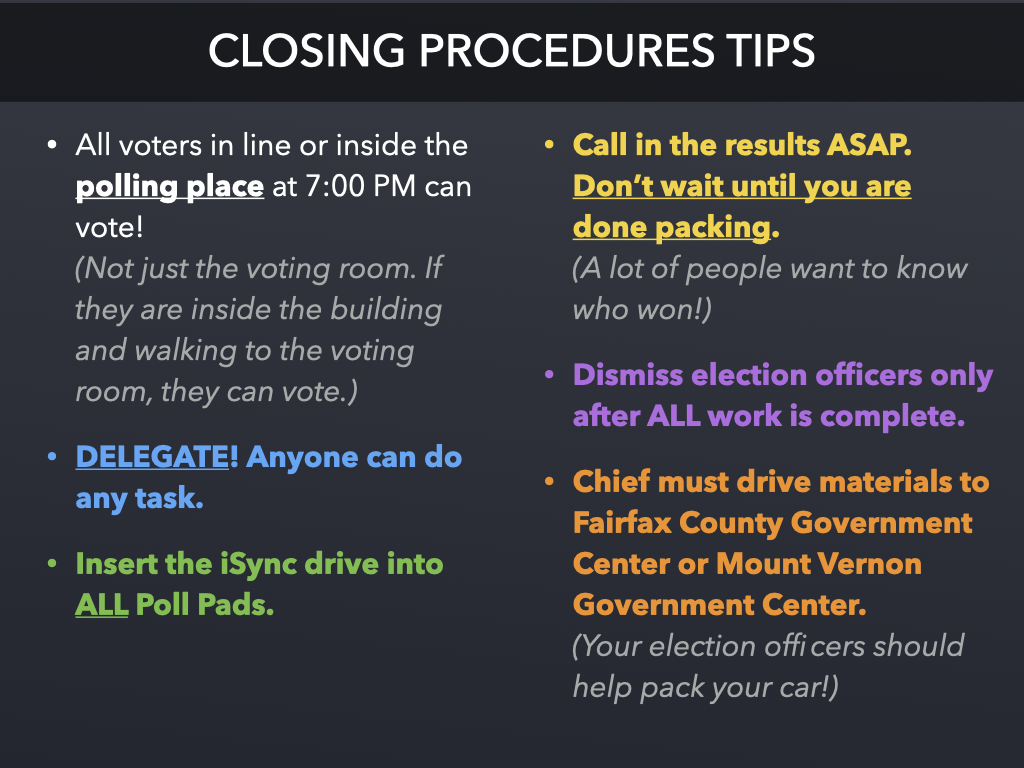 CLOSING PROCEDURES TIPS
• All voters in line or inside the
polling place at 7:00 PM can
vote!
(Not just the voting room. If
they are inside the building
and walking to the voting
room, they can vote.)
• DELEGATE! Anyone can do
any task.
• Insert the iSync drive into
ALL Poll Pads.
• Call in the results ASAP.
Don’t wait until you are
done packing.
(A lot of people want to know
who won!)
• Dismiss election officers only
after ALL work is complete.
• Chief must drive materials to
Fairfax County Government
Center or Mount Vernon
Government Center.
(Your election officers should
help pack your car!)